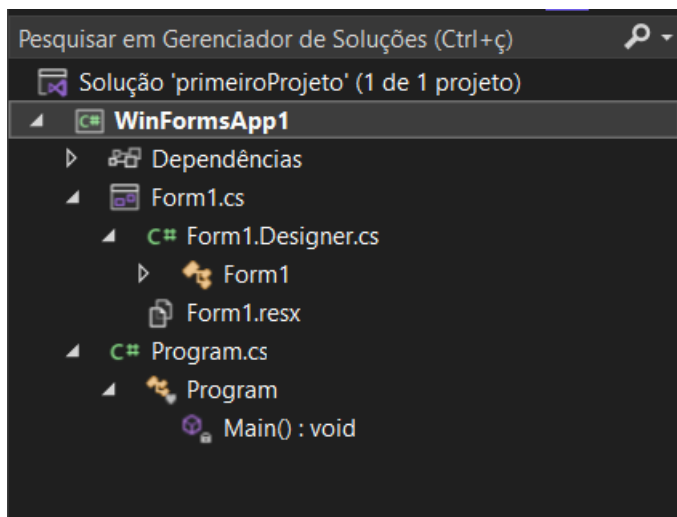 Pesquisar em Gerenciador de Soluções (Ctrl+ç)
Solução 'primeiroProjeto' (1 de 1 projeto)
C# WinFormsApp1
Dependências
Form1.cs
C# Form1.Designer.cs
Form1
Form1.resx
C# Program.cs
Program
Main() : void